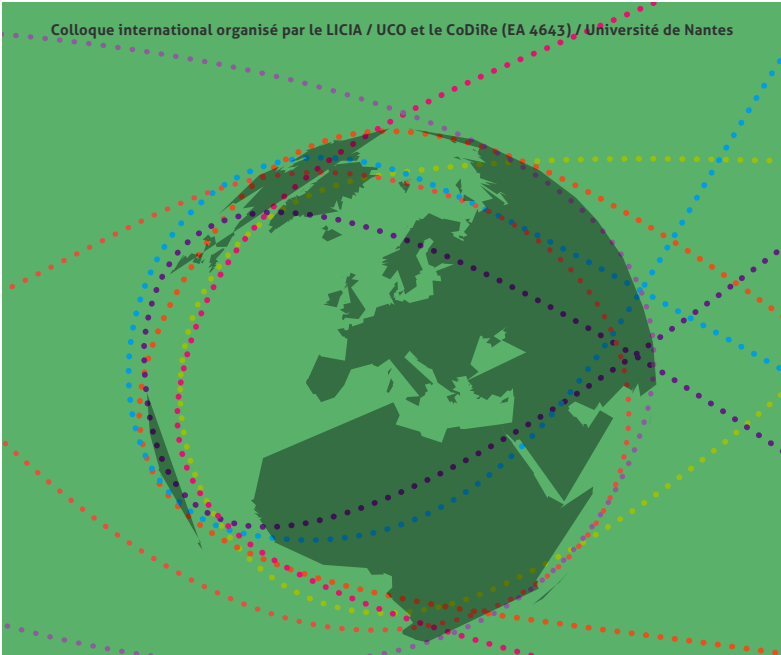 Colloque international organisé par le LICIA / UCO et le CoDiRe (EA 4643) / Université de Nantes